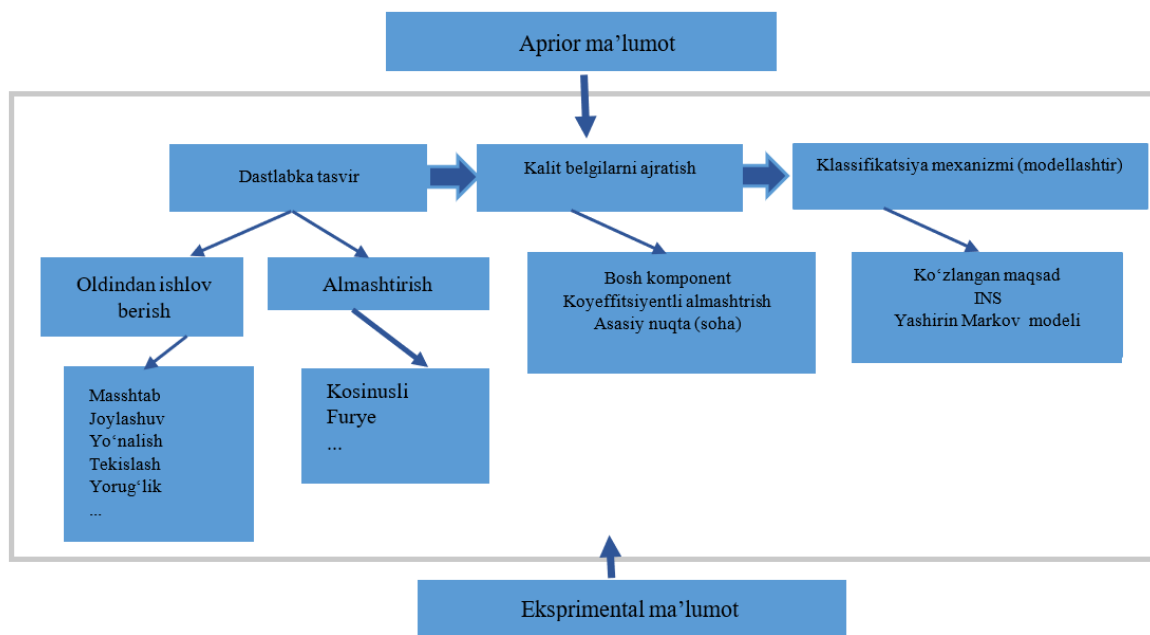 Aprior ma’lumot
Dastlabka tasvir
Kalit belgilarni ajratish
Klassifikatsiya mexanizmi (modellashtir)
Oldindan ishlov
berish
Almashtirish
Bosh komponent
Koyeffitsiyentli almashtrish
Asasiy nuqta (soha)
Ko‘zlangan maqsad
INS
Yashirin Markov modeli
Masshtab
Joylashuv
Yo‘nalish
Tekislash
Yorug‘lik
...
Kosinusli
Furye
...
Eksprimental ma’lumot